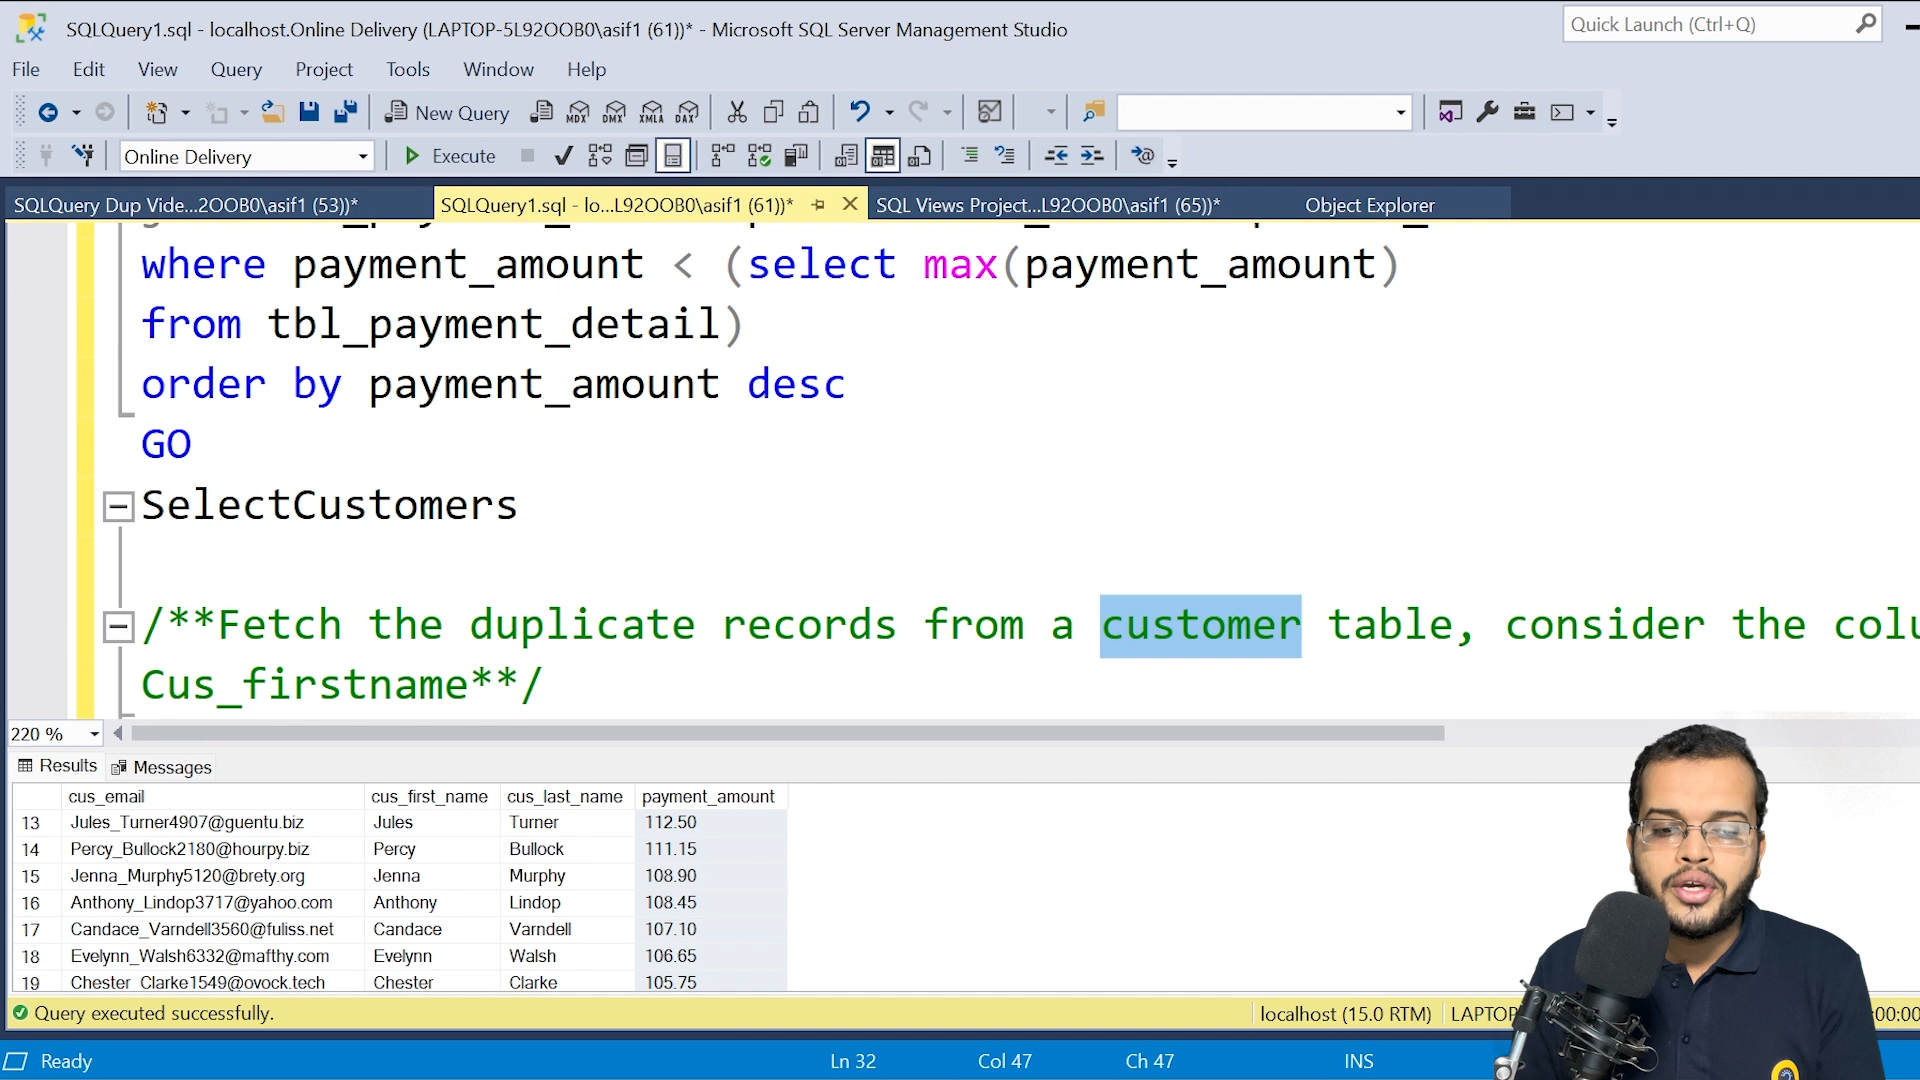 SQLQuery1.sql - localhost.Online Delivery (LAPTOP-5L92OOB0\asif1 (61))* - Microsoft SQL Server Management Studio
Quick Launch (Ctrl+Q)
File Edit View Query Project Tools Window Help
New Query MDX DMX XMLA DAX
Online Delivery Execute
SQLQuery Dup Vide...2OOB0\asif1 (53))* SQLQuery1.sql - lo...L92OOB0\asif1 (61))* SQL Views Project...L92OOB0\asif1 (65))* Object Explorer
where payment_amount < (select max(payment_amount)
from tbl_payment_detail)
order by payment_amount desc
GO
SelectCustomers
/**Fetch the duplicate records from a customer table, consider the colu
Cus_firstname**/
220 %
Results Messages
cus_email cus_first_name cus_last_name payment_amount
13 Jules_Turner4907@guentu.biz Jules Turner 112.50
14 Percy_Bullock2180@hourpy.biz Percy Bullock 111.15
15 Jenna_Murphy5120@brety.org Jenna Murphy 108.90
16 Anthony_Lindop3717@yahoo.com Anthony Lindop 108.45
17 Candace_Varndell3560@fuliss.net Candace Varndell 107.10
18 Evelynn_Walsh6332@mafthy.com Evelynn Walsh 106.65
19 Chester_Clarke1549@ovock.tech Chester Clarke 105.75
Query executed successfully. localhost (15.0 RTM) LAPTOP :00:00
Ready Ln 32 Col 47 Ch 47 INS